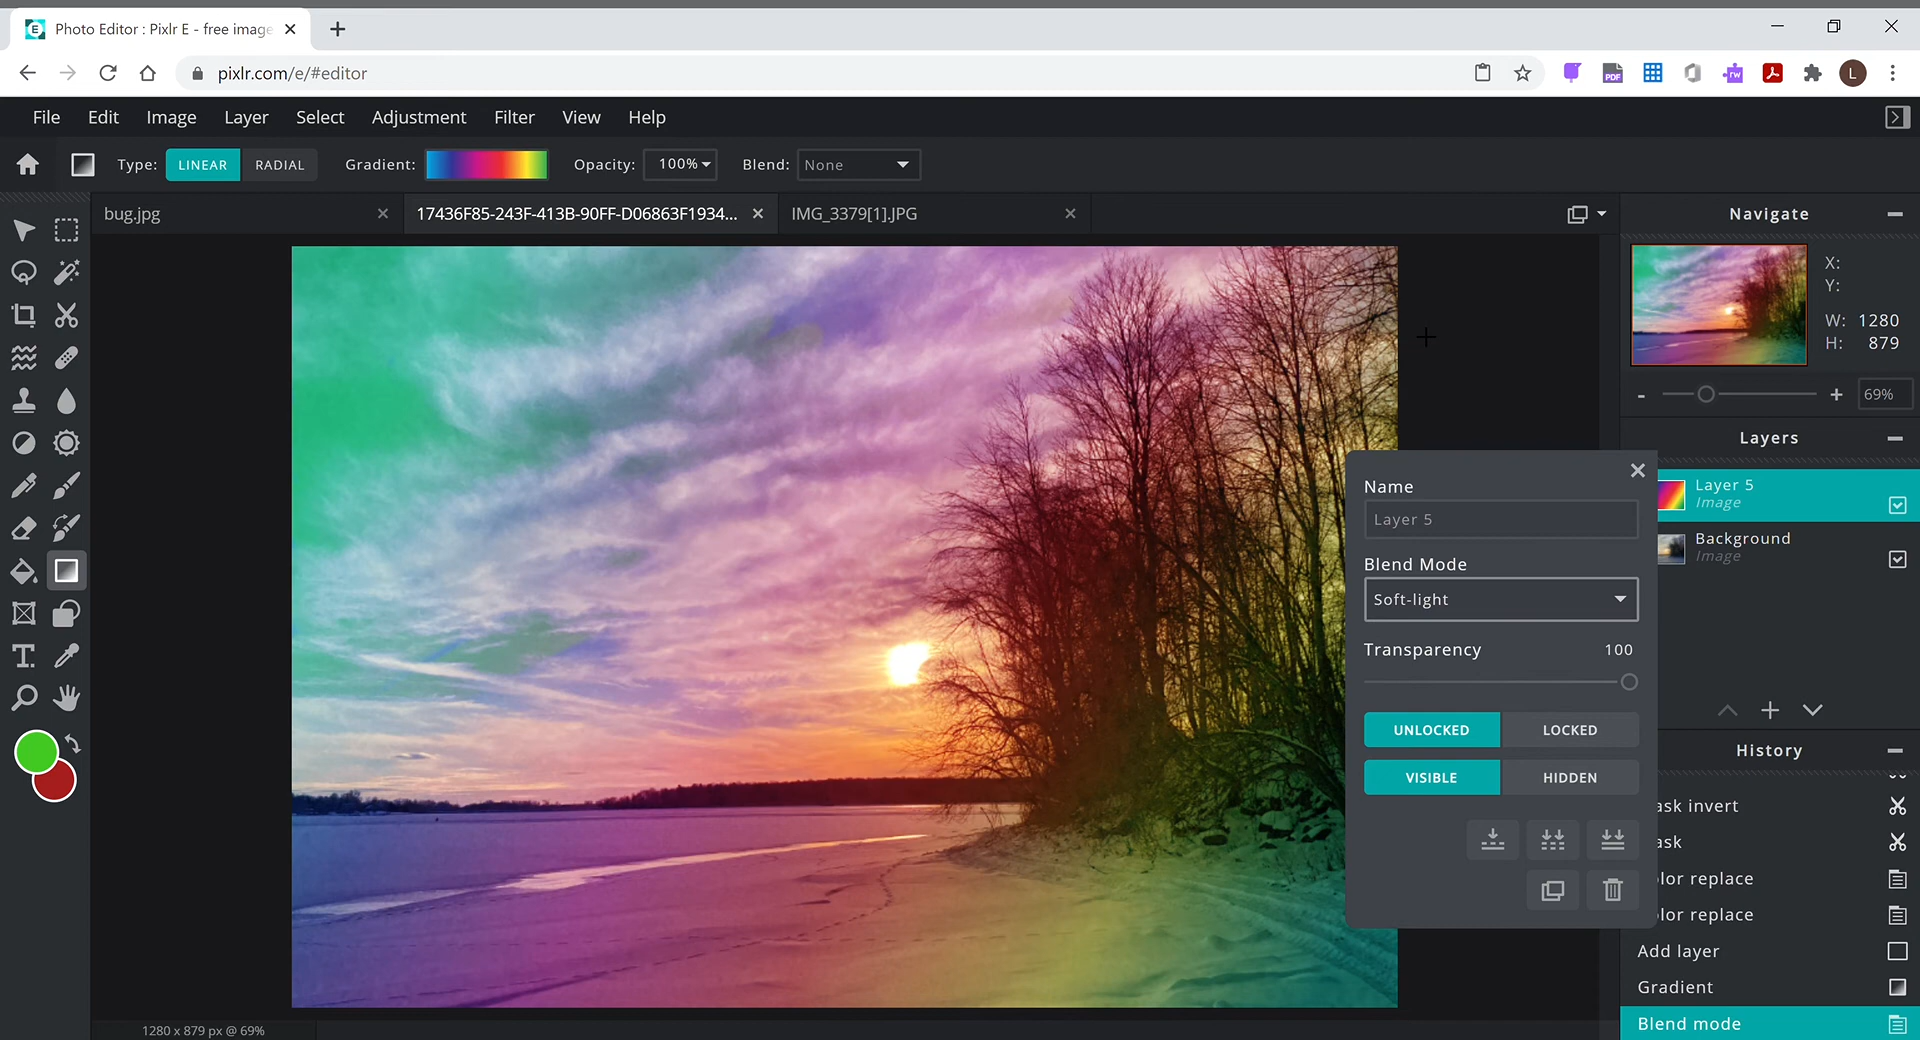 Photo Editor : Pixlr E - free image
pixlr.com/e/#editor
PDF
rw
L
File Edit Image Layer Select Adjustment Filter View Help
Type: LINEAR RADIAL Gradient: Opacity: 100% Blend: None
bug.jpg
17436F85-243F-413B-90FF-D06863F1934...
IMG_3379[1].JPG
Navigate
X:
Y:
W: 1280
H: 879
- + 69%
Layers
Layer 5
Image
Background
Image
Name
Layer 5
Blend Mode
Soft-light
Transparency 100
UNLOCKED LOCKED
VISIBLE HIDDEN
History
ask invert
ask
lor replace
lor replace
Add layer
Gradient
Blend mode
1280 x 879 px @ 69%